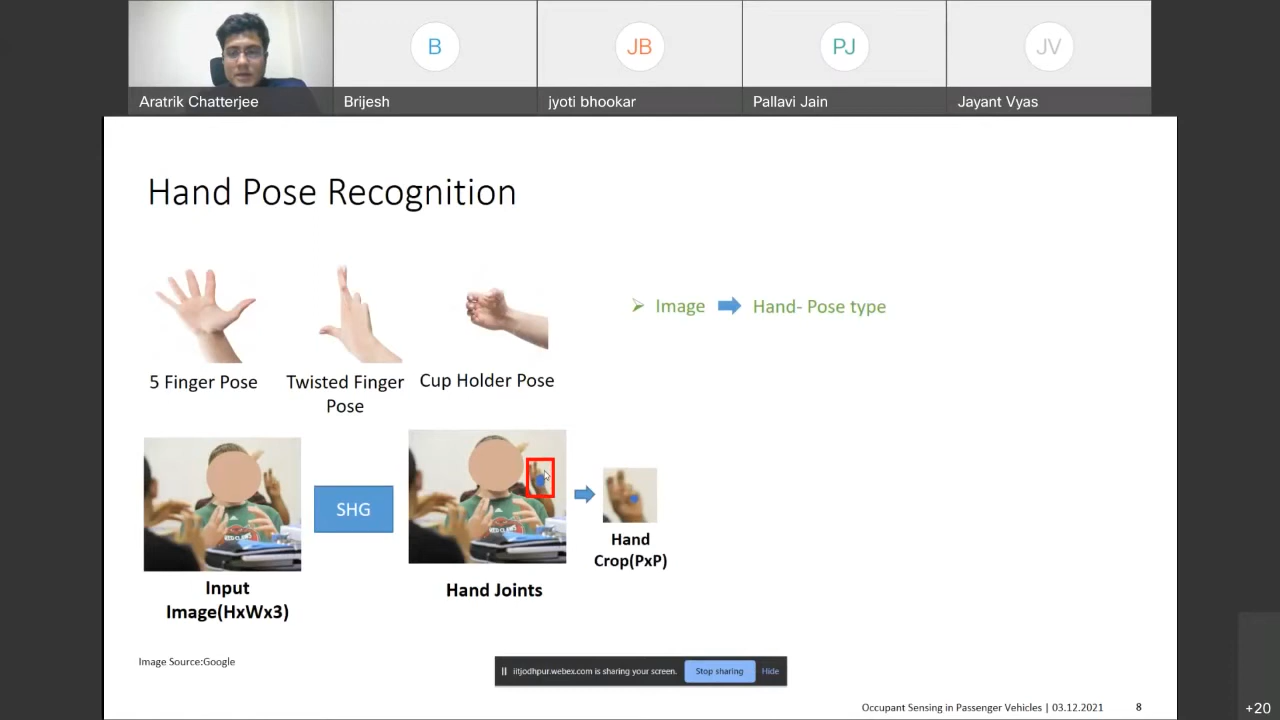 B
JB
PJ
JV
Aratrik Chatterjee
Brijesh
jyoti bhookar
Pallavi Jain
Jayant Vyas
Hand Pose Recognition
Image
Hand- Pose type
5 Finger Pose
Twisted Finger
Pose
Cup Holder Pose
SHG
Hand
Crop(PxP)
Input
Image(HxWx3)
Hand Joints
Image Source:Google
iitjodhpur.webex.com is sharing your screen.
Stop sharing
Hide
Occupant Sensing in Passenger Vehicles | 03.12.2021
8
+20